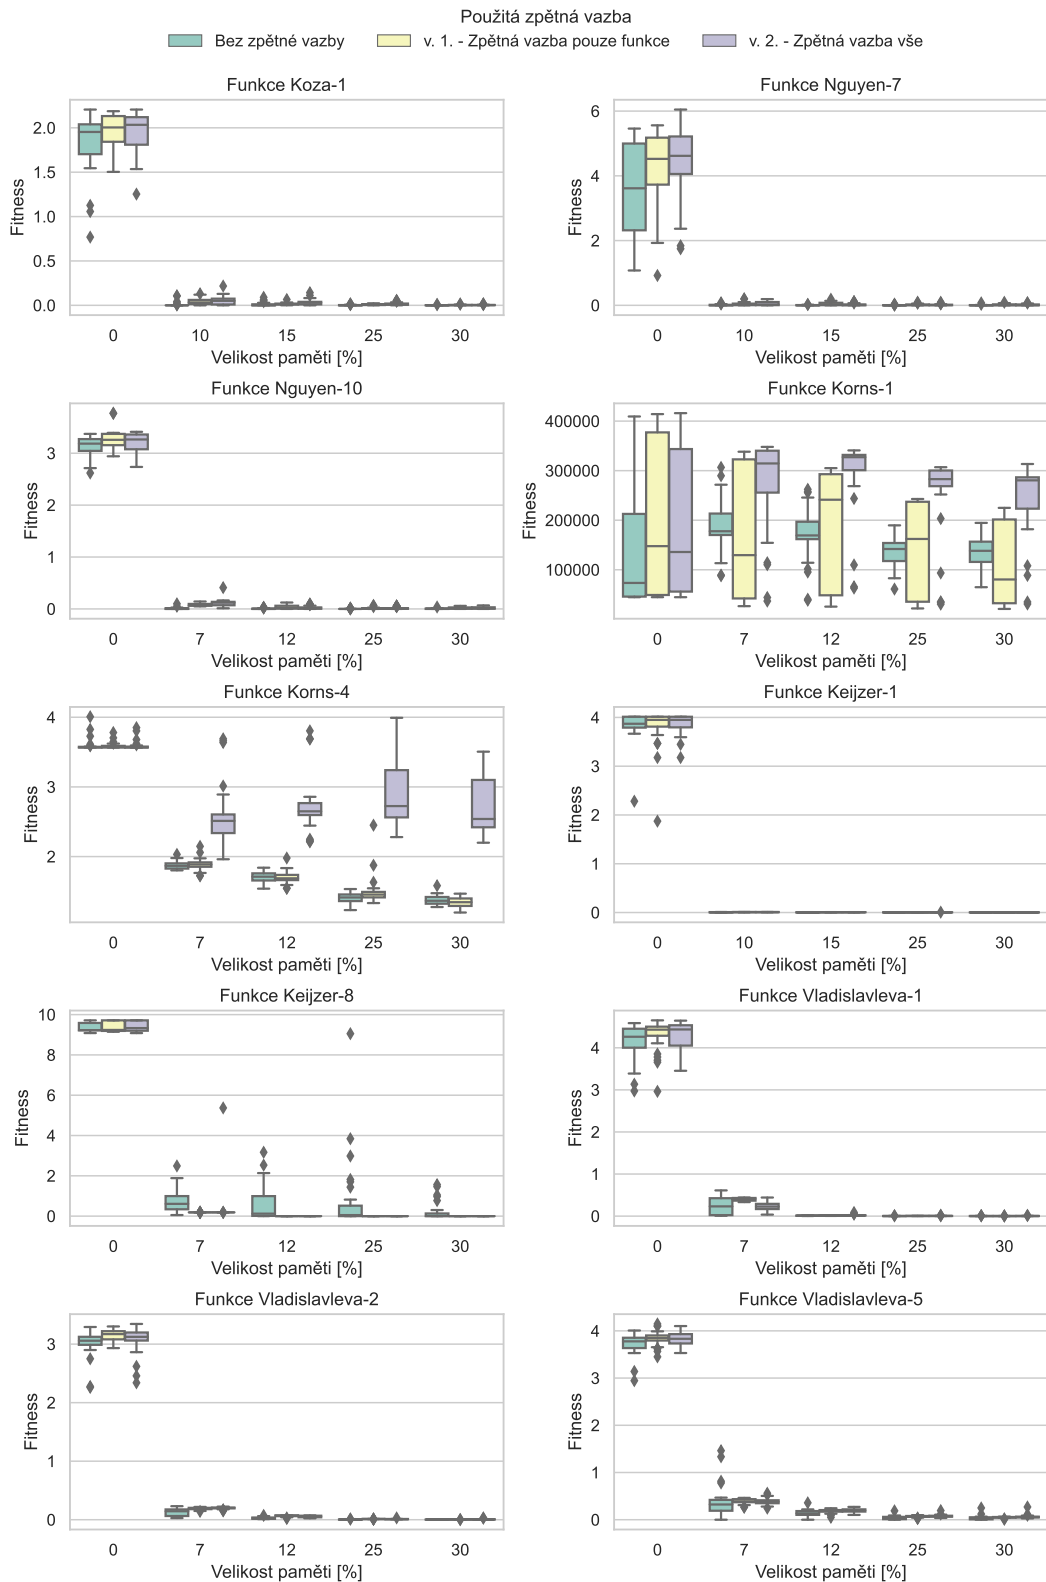 Použitá zpětná vazba
Bez zpětné vazby
v. 1. - Zpětná vazba pouze funkce
v. 2. - Zpětná vazba vše
Funkce Koza-1
Fitness
2.0
1.5
1.0
0.5
0.0
0 10 15 25 30
Velikost paměti [%]
Funkce Nguyen-7
Fitness
6
4
2
0
0 10 15 25 30
Velikost paměti [%]
Funkce Nguyen-10
Fitness
3
2
1
0
0 7 12 25 30
Velikost paměti [%]
Funkce Korns-1
Fitness
400000
300000
200000
100000
0 7 12 25 30
Velikost paměti [%]
Funkce Korns-4
Fitness
4
3
2
0 7 12 25 30
Velikost paměti [%]
Funkce Keijzer-1
Fitness
4
3
2
1
0
0 10 15 25 30
Velikost paměti [%]
Funkce Keijzer-8
Fitness
10
8
6
4
2
0
0 7 12 25 30
Velikost paměti [%]
Funkce Vladislavleva-1
Fitness
4
3
2
1
0
0 7 12 25 30
Velikost paměti [%]
Funkce Vladislavleva-2
Fitness
3
2
1
0
0 7 12 25 30
Velikost paměti [%]
Funkce Vladislavleva-5
Fitness
4
3
2
1
0
0 7 12 25 30
Velikost paměti [%]